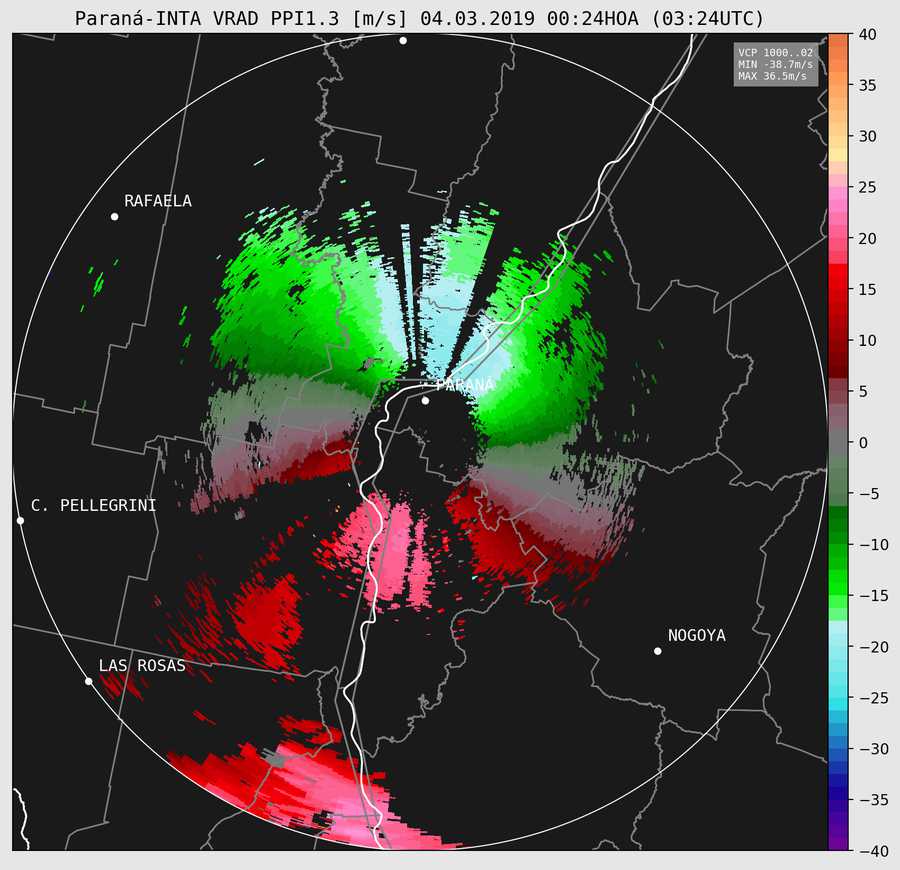 Paraná-INTA VRAD PPI1.3 [m/s] 04.03.2019 00:24HOA (03:24UTC)
VCP 1000..02
MIN -38.7m/s
MAX 36.5m/s
RAFAELA
PARANÁ
C. PELLEGRINI
NOGOYA
LAS ROSAS
40
35
30
25
20
15
10
5
0
−5
−10
−15
−20
−25
−30
−35
−40